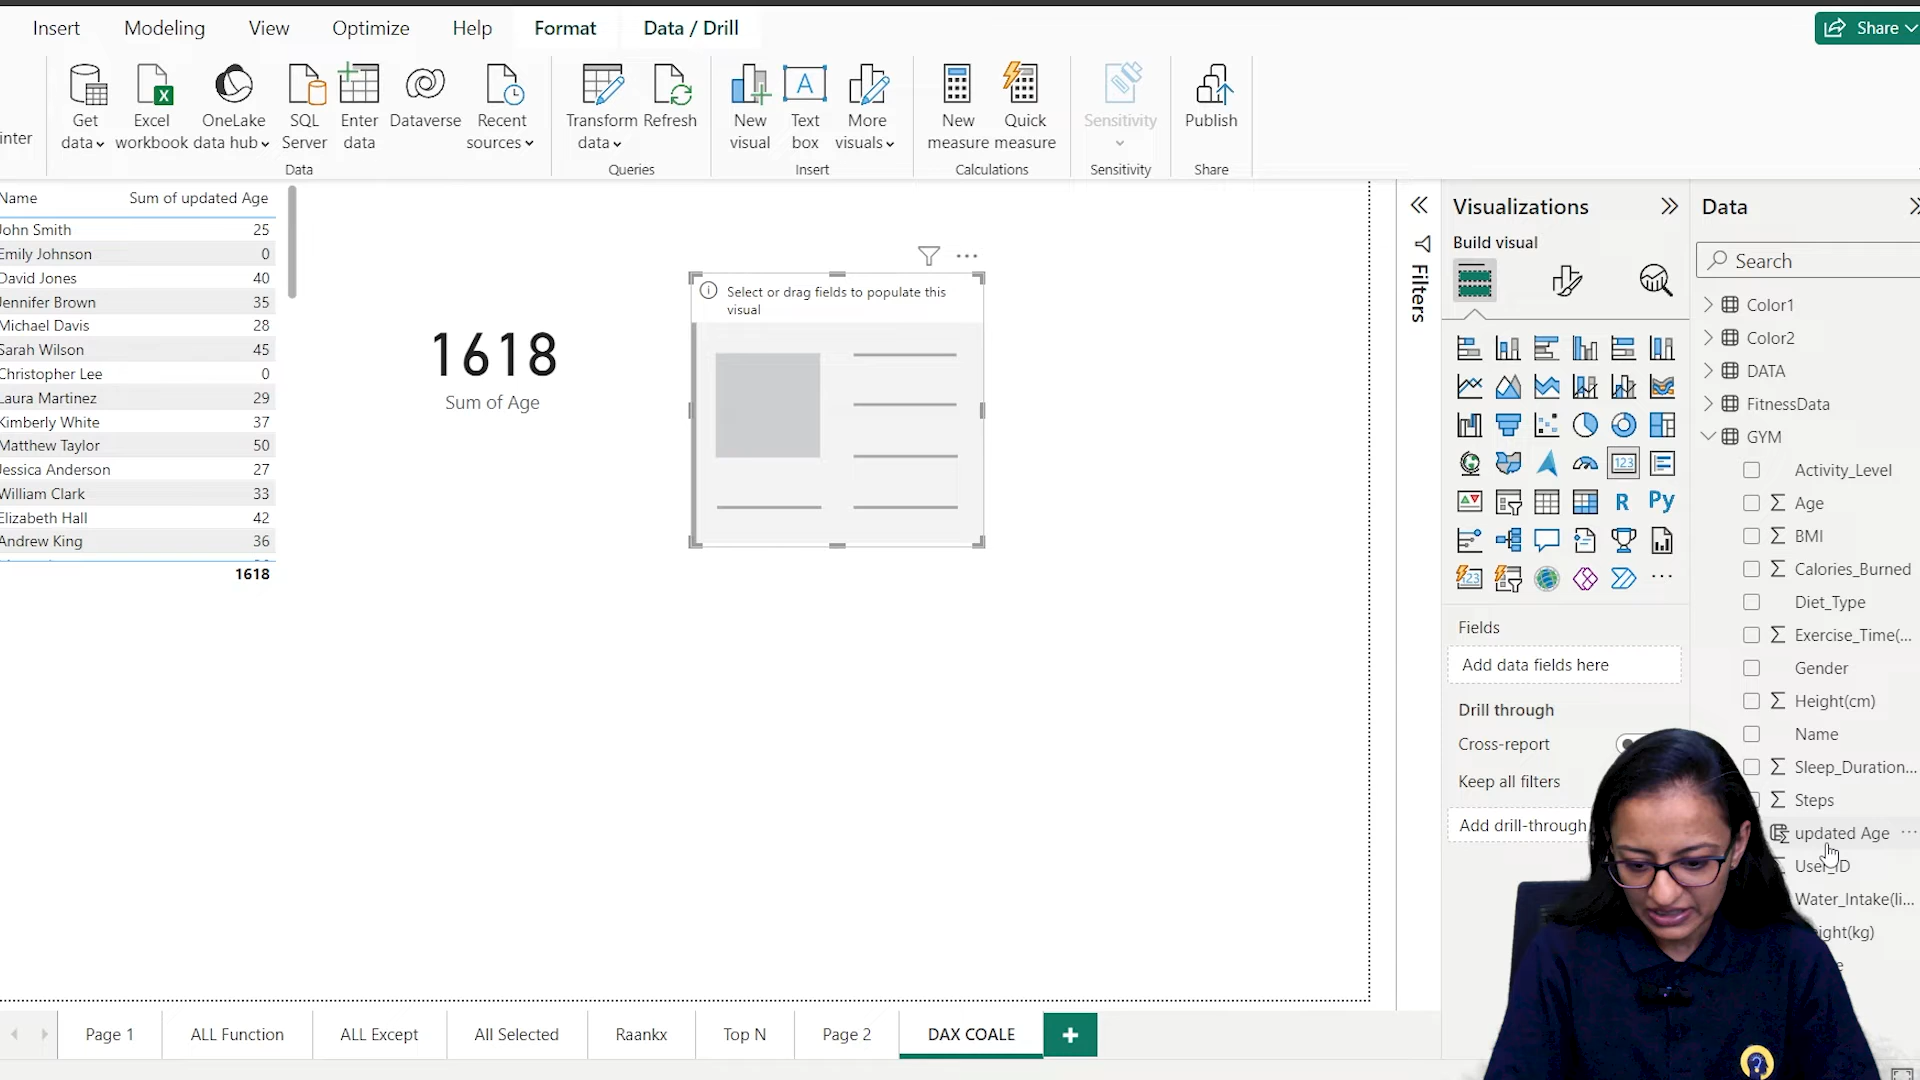 Insert Modeling View Optimize Help Format Data / Drill Share
inter
Get data
Excel workbook
OneLake data hub
SQL Server
Enter data
Dataverse
Recent sources
Data
Transform data
Refresh
Queries
New visual
Text box
More visuals
Insert
New measure
Quick measure
Calculations
Sensitivity
Sensitivity
Publish
Share
Name Sum of updated Age
John Smith 25
Emily Johnson 0
David Jones 40
Jennifer Brown 35
Michael Davis 28
Sarah Wilson 45
Christopher Lee 0
Laura Martinez 29
Kimberly White 37
Matthew Taylor 50
Jessica Anderson 27
William Clark 33
Elizabeth Hall 42
Andrew King 36
1618
1618
Sum of Age
Select or drag fields to populate this
visual
Filters
Visualizations
Build visual
123
R
Py
123
Fields
Add data fields here
Drill through
Cross-report
Keep all filters
Add drill-through
Data
Search
Color1
Color2
DATA
FitnessData
GYM
Activity_Level
Age
BMI
Calories_Burned
Diet_Type
Exercise_Time(...
Gender
Height(cm)
Name
Sleep_Duration...
Steps
updated Age
User_ID
Water_Intake(li...
eight(kg)
Page 1 ALL Function ALL Except All Selected Raankx Top N Page 2 DAX COALE